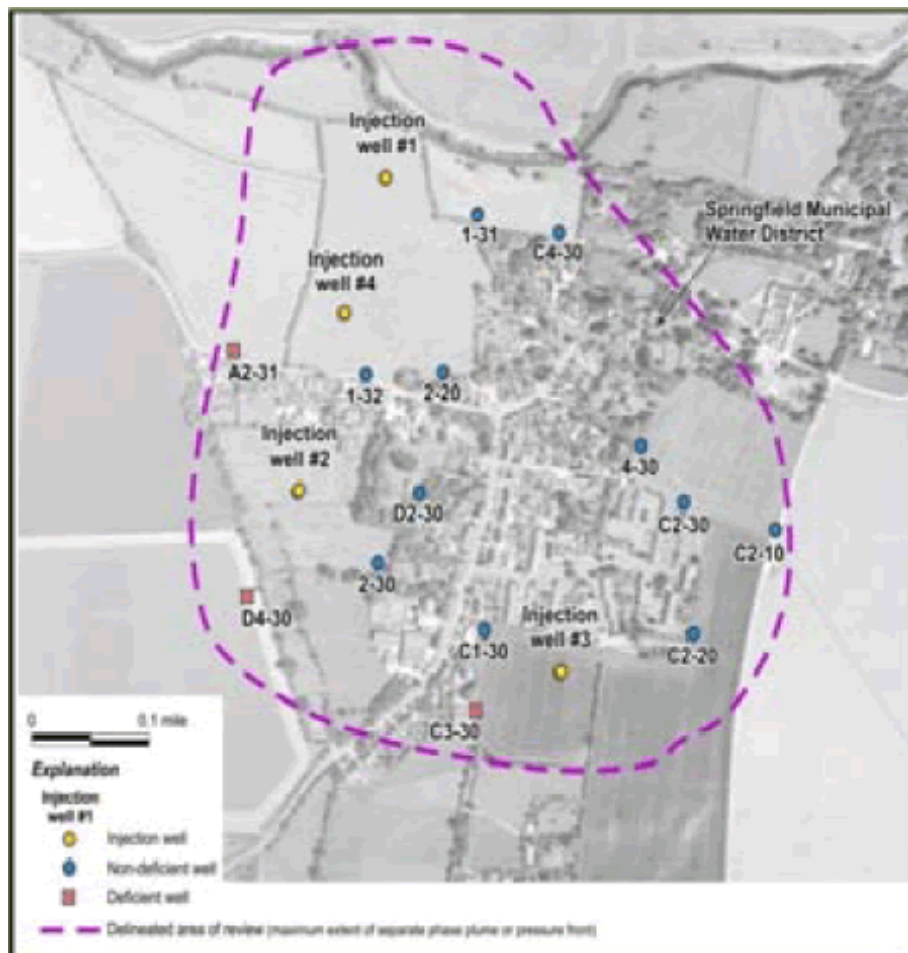 Injection
well #1
1-31
C4-30
Springfield Municipal
Water District
Injection
well #4
A2-31
1-32
2-20
Injection
well #2
4-30
D2-30
C2-30
C2-10
2-30
D4-30
C1-30
Injection
well #3
C2-20
C3-30
0
0.1 mile
Explanation
Injection
well #1
Injection well
Non-deficient well
Deficient well
Delineated area of review (maximum extent of separate phase plume or pressure front)